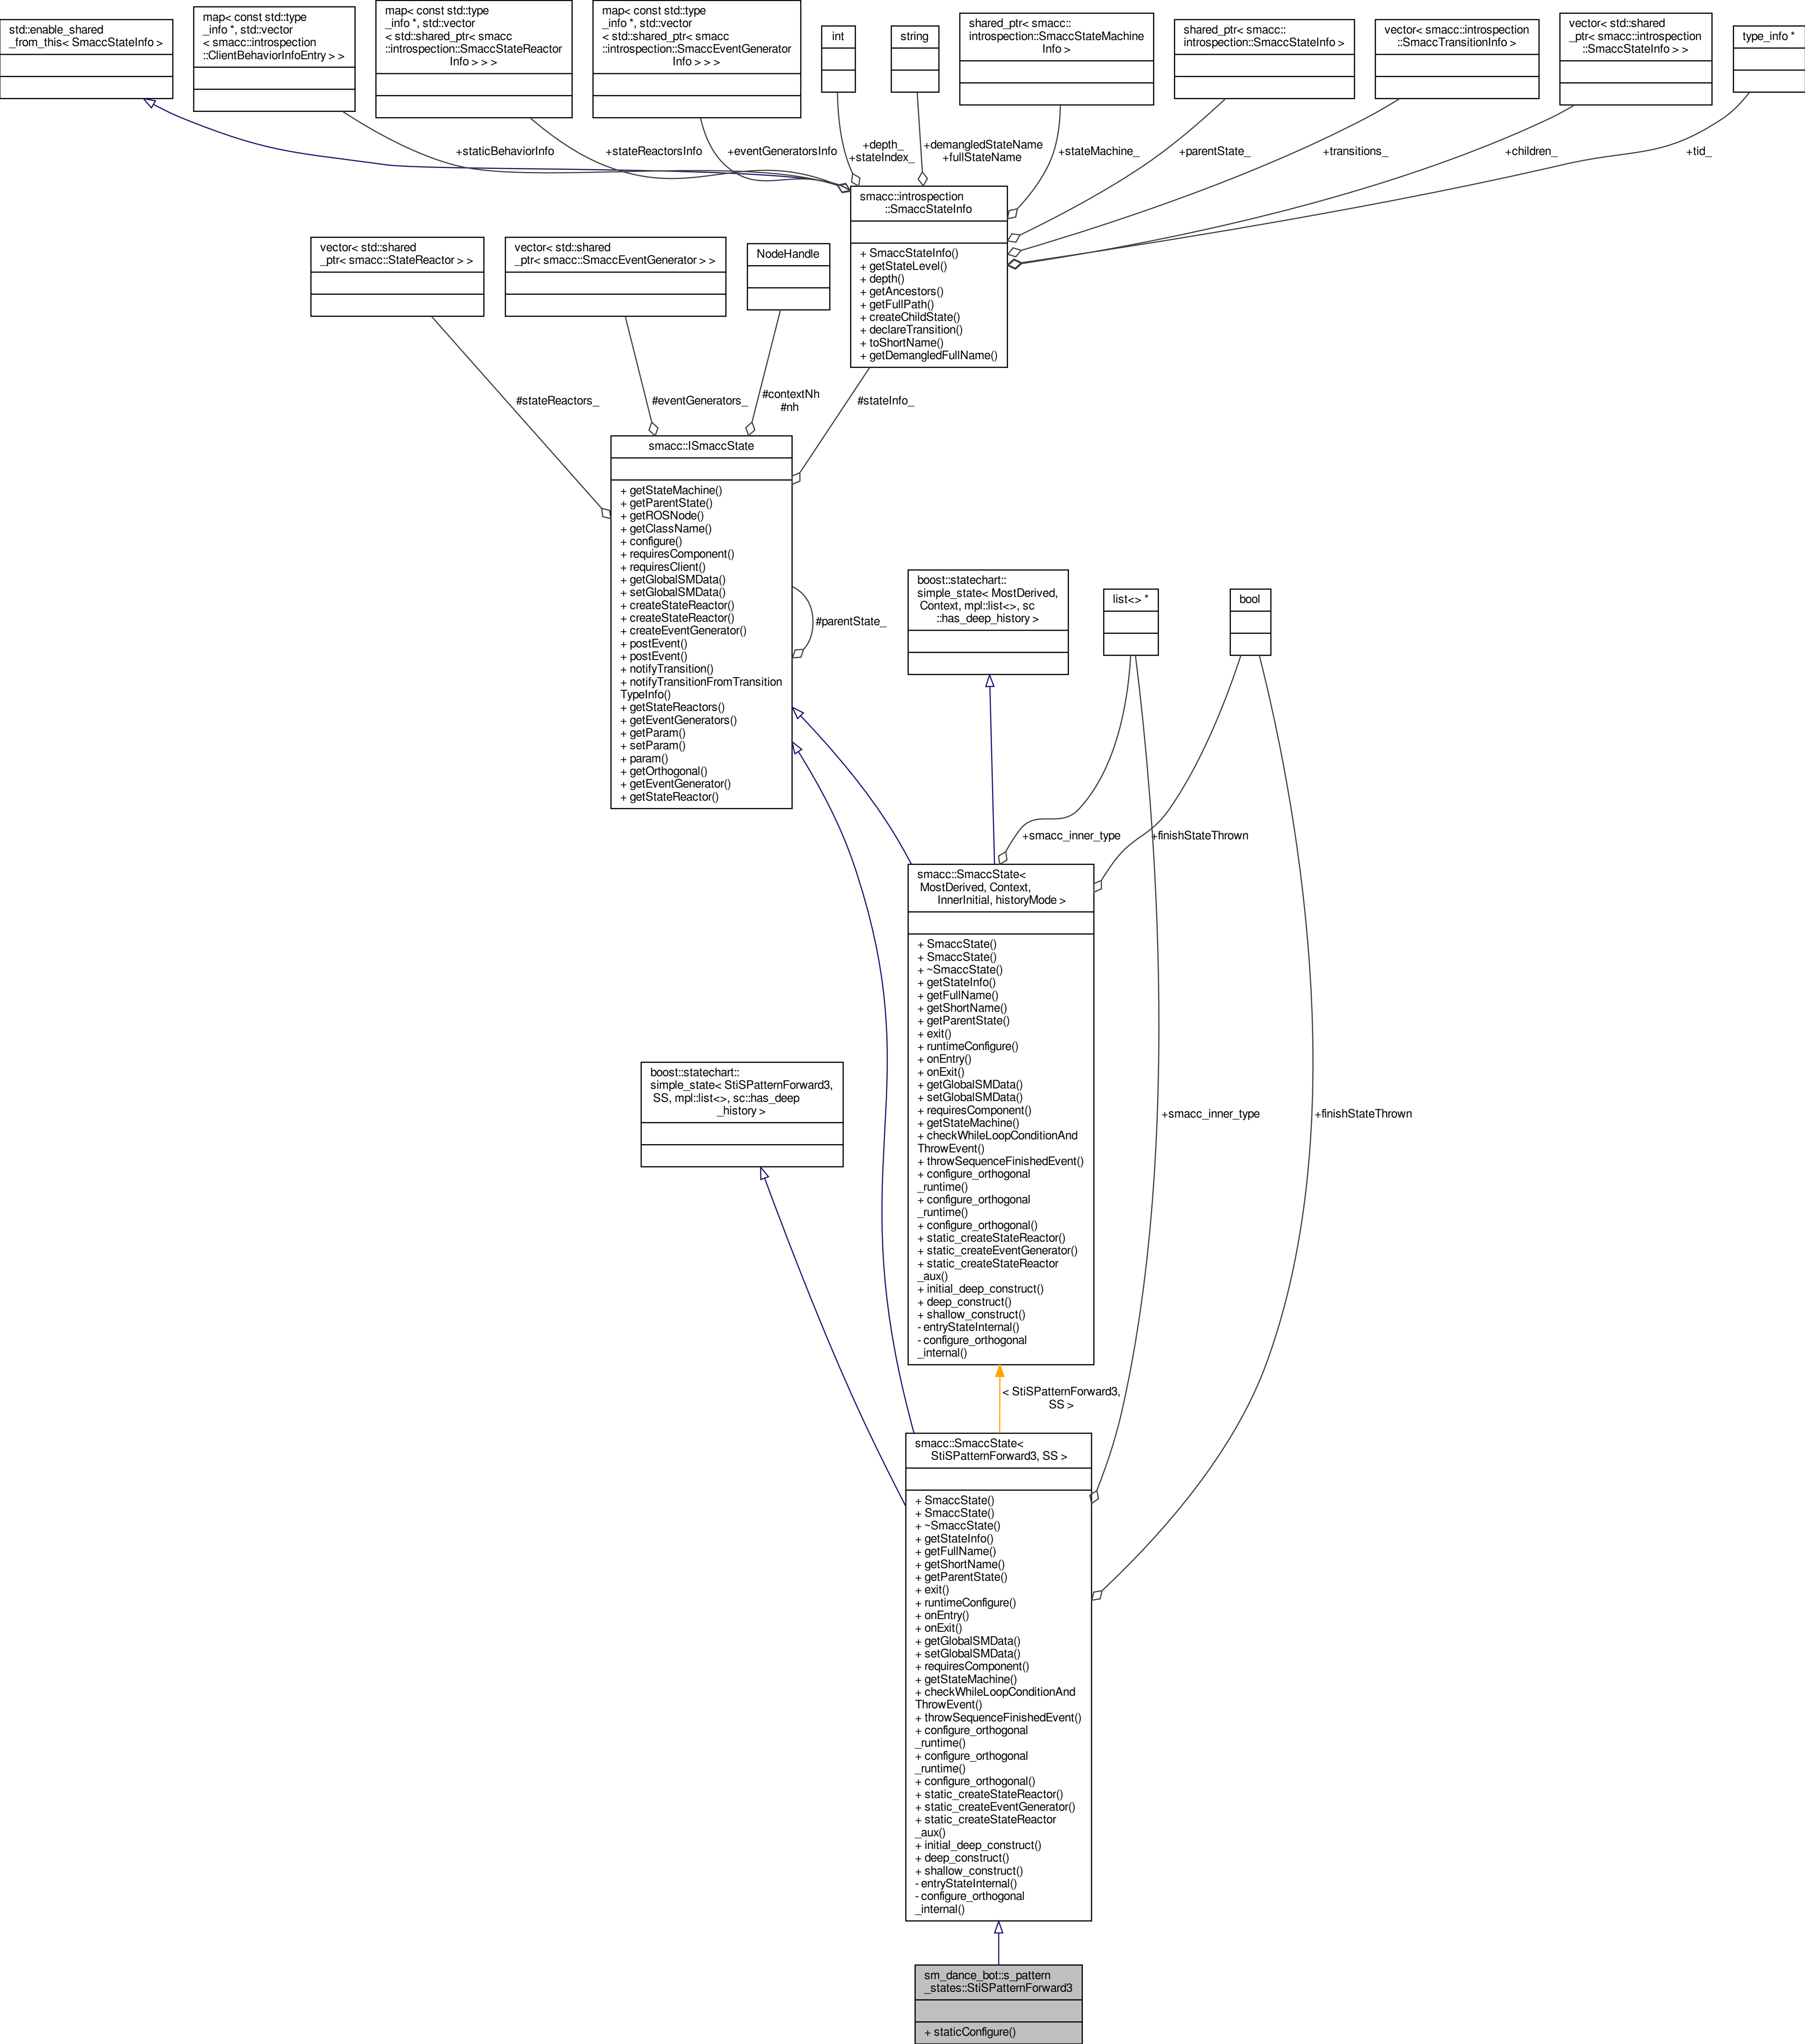 std::enable_shared
_from_this< SmaccStateInfo >
map< const std::type
_info *, std::vector
< smacc::introspection
::ClientBehaviorInfoEntry > >
map< const std::type
_info *, std::vector
< std::shared_ptr< smacc
::introspection::SmaccStateReactor
Info > > >
map< const std::type
_info *, std::vector
< std::shared_ptr< smacc
::introspection::SmaccEventGenerator
Info > > >
int
string
shared_ptr< smacc::
introspection::SmaccStateMachine
Info >
shared_ptr< smacc::
introspection::SmaccStateInfo >
vector< smacc::introspection
::SmaccTransitionInfo >
vector< std::shared
_ptr< smacc::introspection
::SmaccStateInfo > >
type_info *
+staticBehaviorInfo
+stateReactorsInfo
+eventGeneratorsInfo
+depth_
+stateIndex_
+demangledStateName
+fullStateName
+stateMachine_
+parentState_
+transitions_
+children_
+tid_
smacc::introspection
::SmaccStateInfo
+ SmaccStateInfo()
+ getStateLevel()
+ depth()
+ getAncestors()
+ getFullPath()
+ createChildState()
+ declareTransition()
+ toShortName()
+ getDemangledFullName()
vector< std::shared
_ptr< smacc::StateReactor > >
vector< std::shared
_ptr< smacc::SmaccEventGenerator > >
NodeHandle
#stateReactors_
#eventGenerators_
#contextNh
#nh
#stateInfo_
smacc::ISmaccState
+ getStateMachine()
+ getParentState()
+ getROSNode()
+ getClassName()
+ configure()
+ requiresComponent()
+ requiresClient()
+ getGlobalSMData()
+ setGlobalSMData()
+ createStateReactor()
+ createStateReactor()
+ createEventGenerator()
+ postEvent()
+ postEvent()
+ notifyTransition()
+ notifyTransitionFromTransition
TypeInfo()
+ getStateReactors()
+ getEventGenerators()
+ getParam()
+ setParam()
+ param()
+ getOrthogonal()
+ getEventGenerator()
+ getStateReactor()
#parentState_
boost::statechart::
simple_state< MostDerived,
Context, mpl::list<>, sc
::has_deep_history >
list<> *
bool
+smacc_inner_type
+finishStateThrown
smacc::SmaccState<
MostDerived, Context,
InnerInitial, historyMode >
+ SmaccState()
+ SmaccState()
+ ~SmaccState()
+ getStateInfo()
+ getFullName()
+ getShortName()
+ getParentState()
+ exit()
+ runtimeConfigure()
+ onEntry()
+ onExit()
+ getGlobalSMData()
+ setGlobalSMData()
+ requiresComponent()
+ getStateMachine()
+ checkWhileLoopConditionAnd
ThrowEvent()
+ throwSequenceFinishedEvent()
+ configure_orthogonal
_runtime()
+ configure_orthogonal
_runtime()
+ configure_orthogonal()
+ static_createStateReactor()
+ static_createEventGenerator()
+ static_createStateReactor
_aux()
+ initial_deep_construct()
+ deep_construct()
+ shallow_construct()
- entryStateInternal()
- configure_orthogonal
_internal()
boost::statechart::
simple_state< StiSPatternForward3,
SS, mpl::list<>, sc::has_deep
_history >
+smacc_inner_type
+finishStateThrown
< StiSPatternForward3,
SS >
smacc::SmaccState<
StiSPatternForward3, SS >
+ SmaccState()
+ SmaccState()
+ ~SmaccState()
+ getStateInfo()
+ getFullName()
+ getShortName()
+ getParentState()
+ exit()
+ runtimeConfigure()
+ onEntry()
+ onExit()
+ getGlobalSMData()
+ setGlobalSMData()
+ requiresComponent()
+ getStateMachine()
+ checkWhileLoopConditionAnd
ThrowEvent()
+ throwSequenceFinishedEvent()
+ configure_orthogonal
_runtime()
+ configure_orthogonal
_runtime()
+ configure_orthogonal()
+ static_createStateReactor()
+ static_createEventGenerator()
+ static_createStateReactor
_aux()
+ initial_deep_construct()
+ deep_construct()
+ shallow_construct()
- entryStateInternal()
- configure_orthogonal
_internal()
sm_dance_bot::s_pattern
_states::StiSPatternForward3
+ staticConfigure()